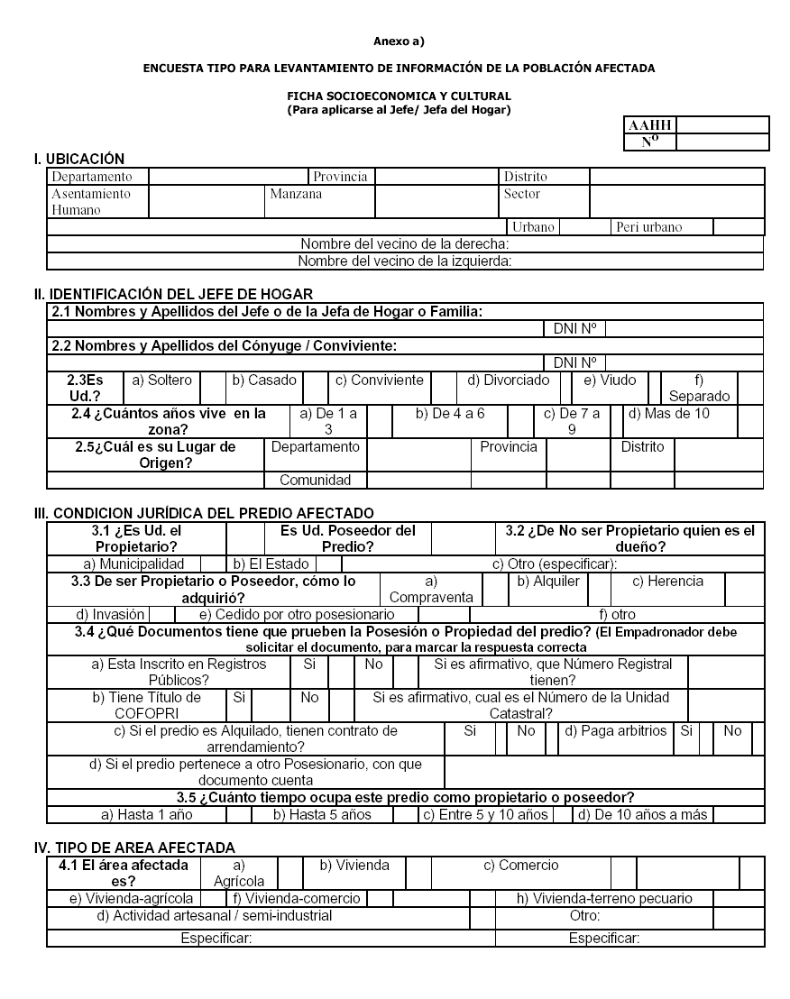 Anexo a)
ENCUESTA TIPO PARA LEVANTAMIENTO DE INFORMACIÓN DE LA POBLACIÓN AFECTADA
FICHA SOCIOECONOMICA Y CULTURAL
(Para aplicarse al Jefe/ Jefa del Hogar)
AAHH
Nº
I. UBICACIÓN
Departamento Provincia Distrito
Asentamiento Manzana Sector
Humano
Urbano Peri urbano
Nombre del vecino de la derecha:
Nombre del vecino de la izquierda:
II. IDENTIFICACIÓN DEL JEFE DE HOGAR
2.1 Nombres y Apellidos del Jefe o de la Jefa de Hogar o Familia:
DNI Nº
2.2 Nombres y Apellidos del Cónyuge / Conviviente:
DNI Nº
2.3Es a) Soltero b) Casado c) Conviviente d) Divorciado e) Viudo f)
Ud.? Separado
2.4 ¿Cuántos años vive en la a) De 1 a b) De 4 a 6 c) De 7 a d) Mas de 10
zona? 3 9
2.5¿Cuál es su Lugar de Departamento Provincia Distrito
Origen?
Comunidad
III. CONDICION JURÍDICA DEL PREDIO AFECTADO
3.1 ¿Es Ud. el Es Ud. Poseedor del 3.2 ¿De No ser Propietario quien es el
Propietario? Predio? dueño?
a) Municipalidad b) El Estado c) Otro (especificar):
3.3 De ser Propietario o Poseedor, cómo lo a) b) Alquiler c) Herencia
adquirió? Compraventa
d) Invasión e) Cedido por otro posesionario f) otro
3.4 ¿Qué Documentos tiene que prueben la Posesión o Propiedad del predio? (El Empadronador debe
solicitar el documento, para marcar la respuesta correcta
a) Esta Inscrito en Registros Si No Si es afirmativo, que Número Registral
Públicos? tienen?
b) Tiene Título de Si No Si es afirmativo, cual es el Número de la Unidad
COFOPRI Catastral?
c) Si el predio es Alquilado, tienen contrato de Si No d) Paga arbitrios Si No
arrendamiento?
d) Si el predio pertenece a otro Posesionario, con que
documento cuenta
3.5 ¿Cuánto tiempo ocupa este predio como propietario o poseedor?
a) Hasta 1 año b) Hasta 5 años c) Entre 5 y 10 años d) De 10 años a más
IV. TIPO DE AREA AFECTADA
4.1 El área afectada a) b) Vivienda c) Comercio
es? Agrícola
e) Vivienda-agrícola f) Vivienda-comercio h) Vivienda-terreno pecuario
d) Actividad artesanal / semi-industrial Otro:
Especificar: Especificar: